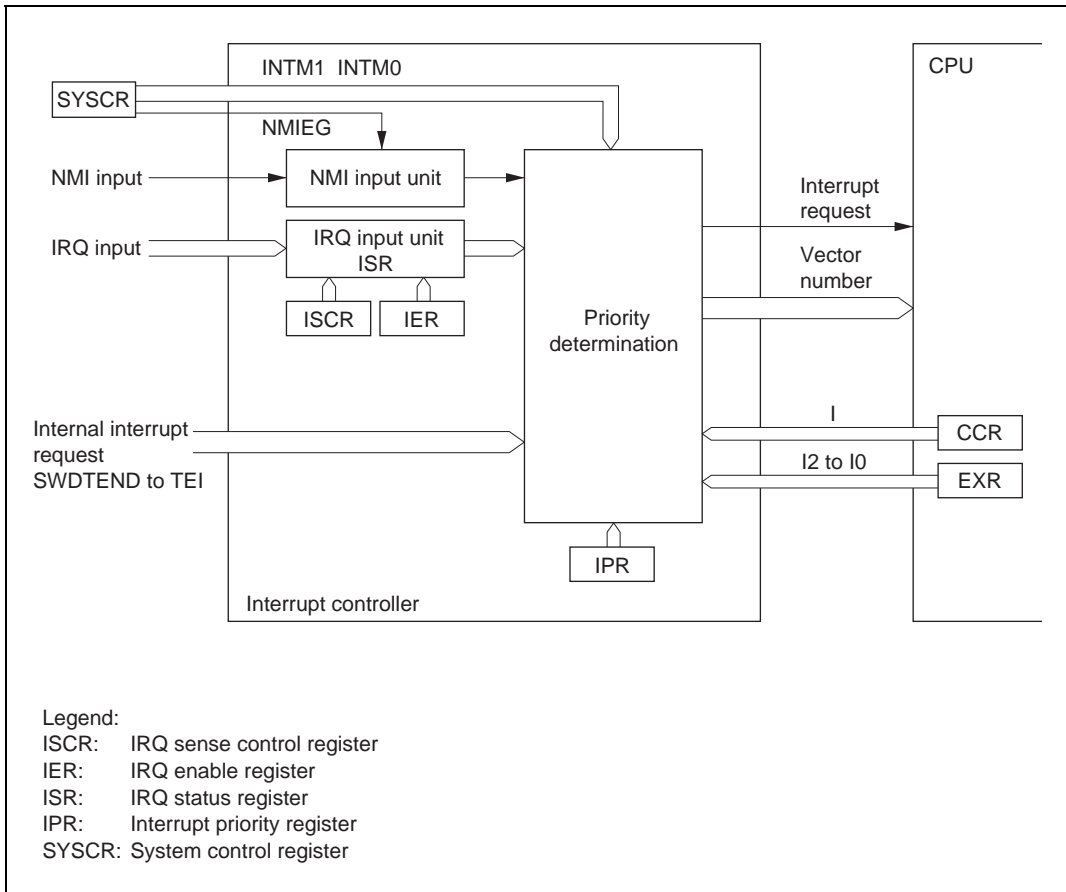 INTM1 INTM0
CPU
SYSCR
NMIEG
NMI input
NMI input unit
Interrupt
request
IRQ input
IRQ input unit
ISR
Vector
number
ISCR
IER
Priority
determination
Internal interrupt
request
SWDTEND to TEI
I
CCR
I2 to I0
EXR
IPR
Interrupt controller
Legend:
ISCR: IRQ sense control register
IER: IRQ enable register
ISR: IRQ status register
IPR: Interrupt priority register
SYSCR: System control register